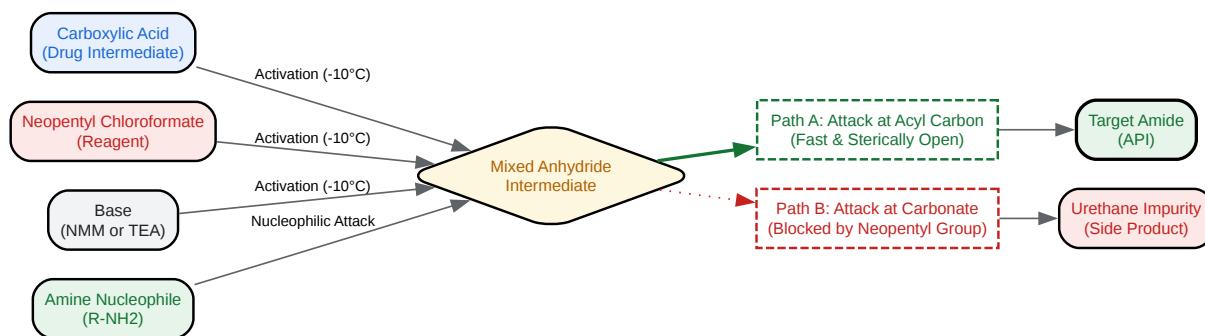 Carboxylic Acid
(Drug Intermediate)
Activation (-10°C)
Neopentyl Chloroformate
(Reagent)
Activation (-10°C)
Base
(NMM or TEA)
Activation (-10°C)
Amine Nucleophile
(R-NH2)
Nucleophilic Attack
Mixed Anhydride
Intermediate
Path A: Attack at Acyl Carbon
(Fast & Sterically Open)
Target Amide
(API)
Path B: Attack at Carbonate
(Blocked by Neopentyl Group)
Urethane Impurity
(Side Product)